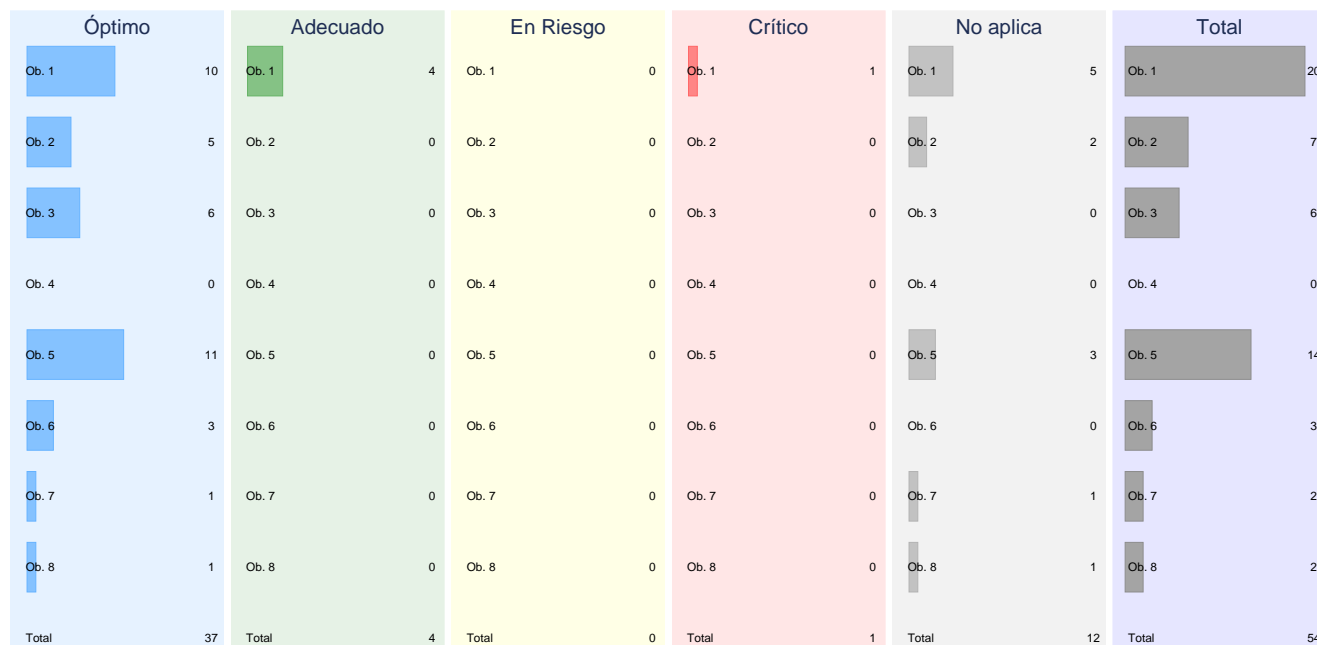 Óptimo Adecuado En Riesgo Crítico No aplica Total
Ob. 1 10 Ob. 1 4 Ob. 1 0 Ob. 1 1 Ob. 1 5 Ob. 1 20
Ob. 2 5 Ob. 2 0 Ob. 2 0 Ob. 2 0 Ob. 2 2 Ob. 2 7
Ob. 3 6 Ob. 3 0 Ob. 3 0 Ob. 3 0 Ob. 3 0 Ob. 3 6
Ob. 4 0 Ob. 4 0 Ob. 4 0 Ob. 4 0 Ob. 4 0 Ob. 4 0
Ob. 5 11 Ob. 5 0 Ob. 5 0 Ob. 5 0 Ob. 5 3 Ob. 5 14
Ob. 6 3 Ob. 6 0 Ob. 6 0 Ob. 6 0 Ob. 6 0 Ob. 6 3
Ob. 7 1 Ob. 7 0 Ob. 7 0 Ob. 7 0 Ob. 7 1 Ob. 7 2
Ob. 8 1 Ob. 8 0 Ob. 8 0 Ob. 8 0 Ob. 8 1 Ob. 8 2
Total 37 Total 4 Total 0 Total 1 Total 12 Total 54